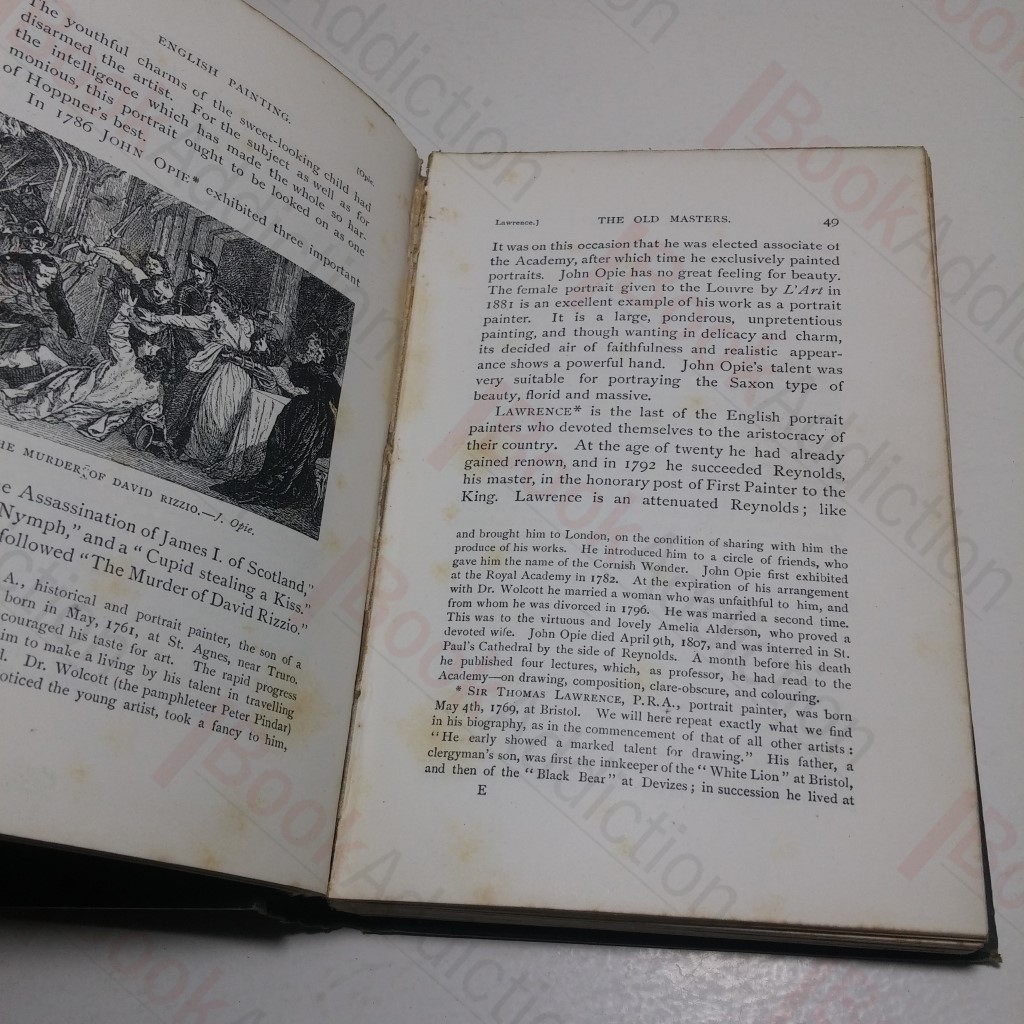 ENGLISH PAINTING.
[Opie.
The youthful charms of the sweet-looking child had
disarmed the artist. For the subject as well as for
the intelligence which has made the whole so har-
monious, this portrait ought to be looked on as one
of Hoppner's best.
In 1786 JOHN OPIE* exhibited three important
HE MURDER OF DAVID RIZZIO.—J. Opie.
e Assassination of James I. of Scotland,"
Nymph," and a "Cupid stealing a Kiss."
followed "The Murder of David Rizzio."
A., historical and portrait painter, the son of a
born in May, 1761, at St. Agnes, near Truro.
couraged his taste for art. The rapid progress
im to make a living by his talent in travelling
d. Dr. Wolcott (the pamphleteer Peter Pindar)
oticed the young artist, took a fancy to him,
Lawrence.] THE OLD MASTERS. 49
It was on this occasion that he was elected associate of
the Academy, after which time he exclusively painted
portraits. John Opie has no great feeling for beauty.
The female portrait given to the Louvre by L'Art in
1881 is an excellent example of his work as a portrait
painter. It is a large, ponderous, unpretentious
painting, and though wanting in delicacy and charm,
its decided air of faithfulness and realistic appear-
ance shows a powerful hand. John Opie's talent was
very suitable for portraying the Saxon type of
beauty, florid and massive.
LAWRENCE* is the last of the English portrait
painters who devoted themselves to the aristocracy of
their country. At the age of twenty he had already
gained renown, and in 1792 he succeeded Reynolds,
his master, in the honorary post of First Painter to the
King. Lawrence is an attenuated Reynolds; like
and brought him to London, on the condition of sharing with him the
produce of his works. He introduced him to a circle of friends, who
gave him the name of the Cornish Wonder. John Opie first exhibited
at the Royal Academy in 1782. At the expiration of his arrangement
with Dr. Wolcott he married a woman who was unfaithful to him, and
from whom he was divorced in 1796. He was married a second time.
This was to the virtuous and lovely Amelia Alderson, who proved a
devoted wife. John Opie died April 9th, 1807, and was interred in St.
Paul's Cathedral by the side of Reynolds. A month before his death
he published four lectures, which, as professor, he had read to the
Academy—on drawing, composition, clare-obscure, and colouring.
* SIR THOMAS LAWRENCE, P.R.A., portrait painter, was born
May 4th, 1769, at Bristol. We will here repeat exactly what we find
in his biography, as in the commencement of that of all other artists:
"He early showed a marked talent for drawing." His father, a
clergyman's son, was first the innkeeper of the "White Lion" at Bristol,
and then of the "Black Bear" at Devizes; in succession he lived at
E
BookAddiction